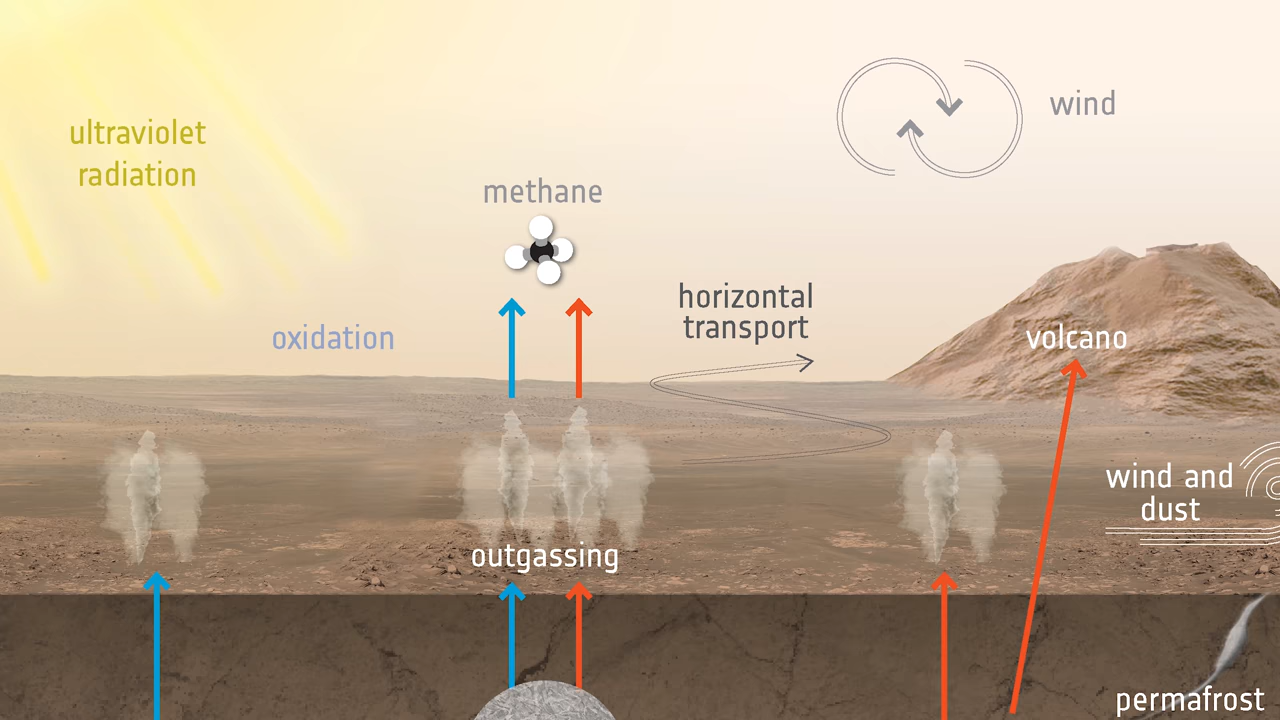 ultraviolet
radiation
wind
methane
horizontal
transport
oxidation
volcano
wind and
dust
outgassing
permafrost